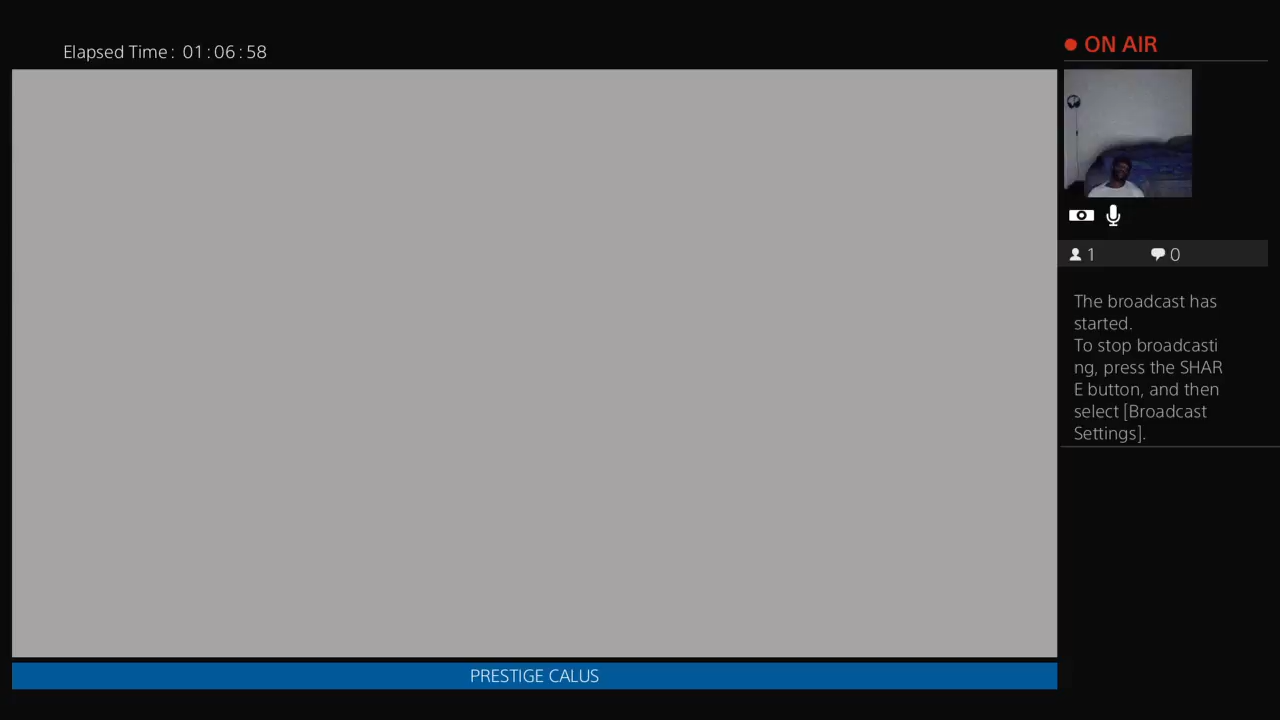 Elapsed Time: 01:06:58
ON AIR
1 0
The broadcast has
started.
To stop broadcasti
ng, press the SHAR
E button, and then
select [Broadcast
Settings].
PRESTIGE CALUS